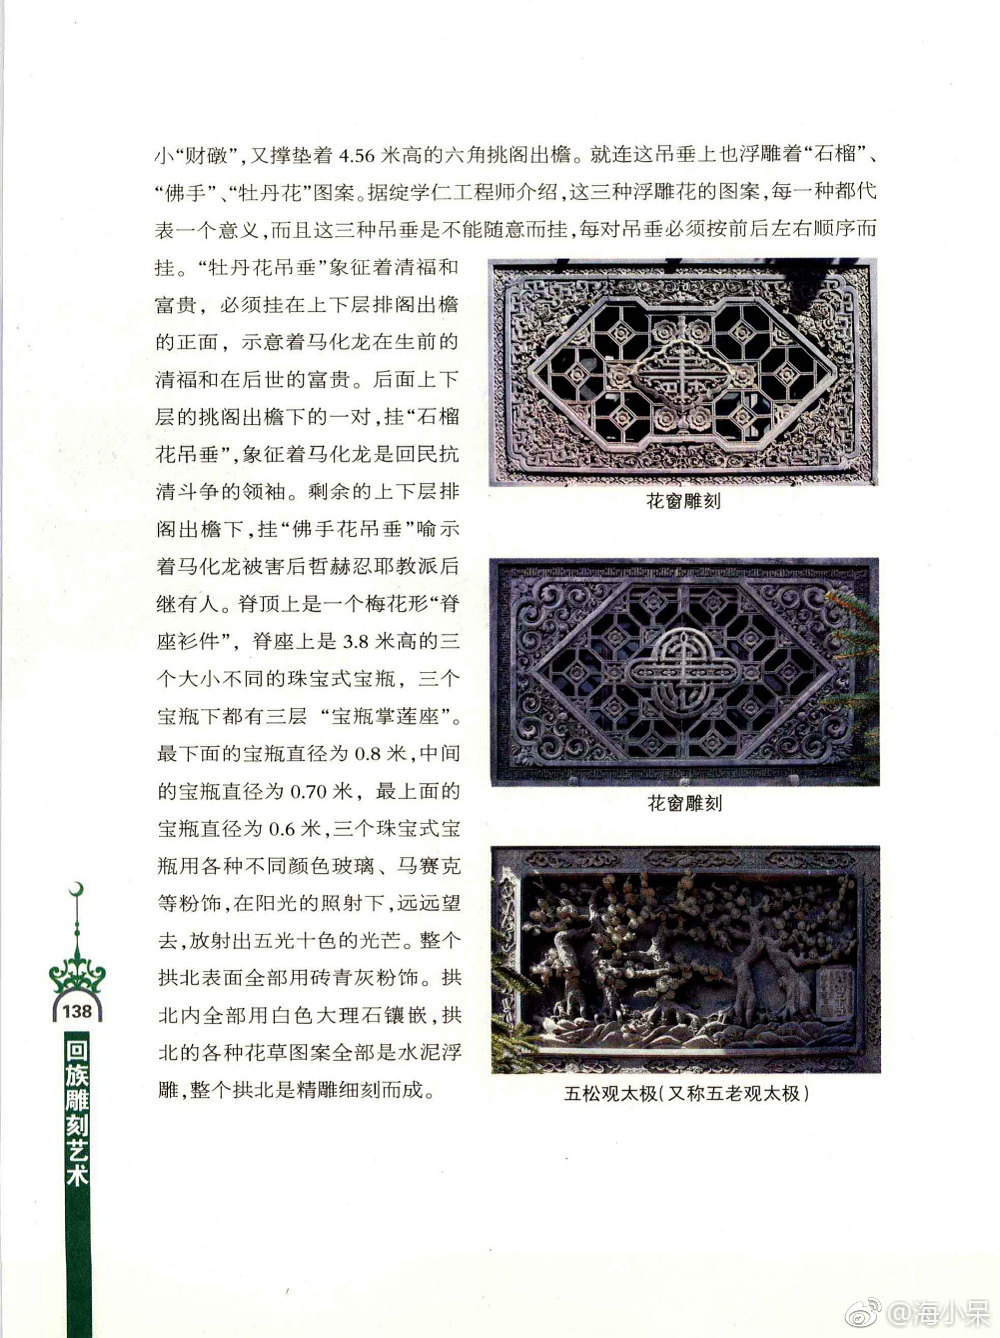 小“财礅”,又撑垫着 4.56 米高的六角挑阁出檐。就连这吊垂上也浮雕着“石榴”、
“佛手”、“牡丹花”图案。据绽学仁工程师介绍,这三种浮雕花的图案,每一种都代
表一个意义,而且这三种吊垂是不能随意而挂,每对吊垂必须按前后左右顺序而
挂。“牡丹花吊垂”象征着清福和
富贵，必须挂在上下层排阁出檐
的正面，示意着马化龙在生前的
清福和在后世的富贵。后面上下
层的挑阁出檐下的一对,挂“石榴
花吊垂”,象征着马化龙是回民抗
清斗争的领袖。剩余的上下层排
阁出檐下,挂“佛手花吊垂”喻示
着马化龙被害后哲赫忍耶教派后
继有人。脊顶上是一个梅花形“脊
座衫件”，脊座上是 3.8 米高的三
个大小不同的珠宝式宝瓶，三个
宝瓶下都有三层“宝瓶掌莲座”。
最下面的宝瓶直径为 0.8 米,中间
的宝瓶直径为 0.70 米，最上面的
宝瓶直径为 0.6 米,三个珠宝式宝
瓶用各种不同颜色玻璃、马赛克
等粉饰,在阳光的照射下,远远望
去,放射出五光十色的光芒。整个
拱北表面全部用砖青灰粉饰。拱
北内全部用白色大理石镶嵌,拱
北的各种花草图案全部是水泥浮
雕,整个拱北是精雕细刻而成。
花窗雕刻
花窗雕刻
五松观太极(又称五老观太极)
138
回族雕刻艺术
@海小呆